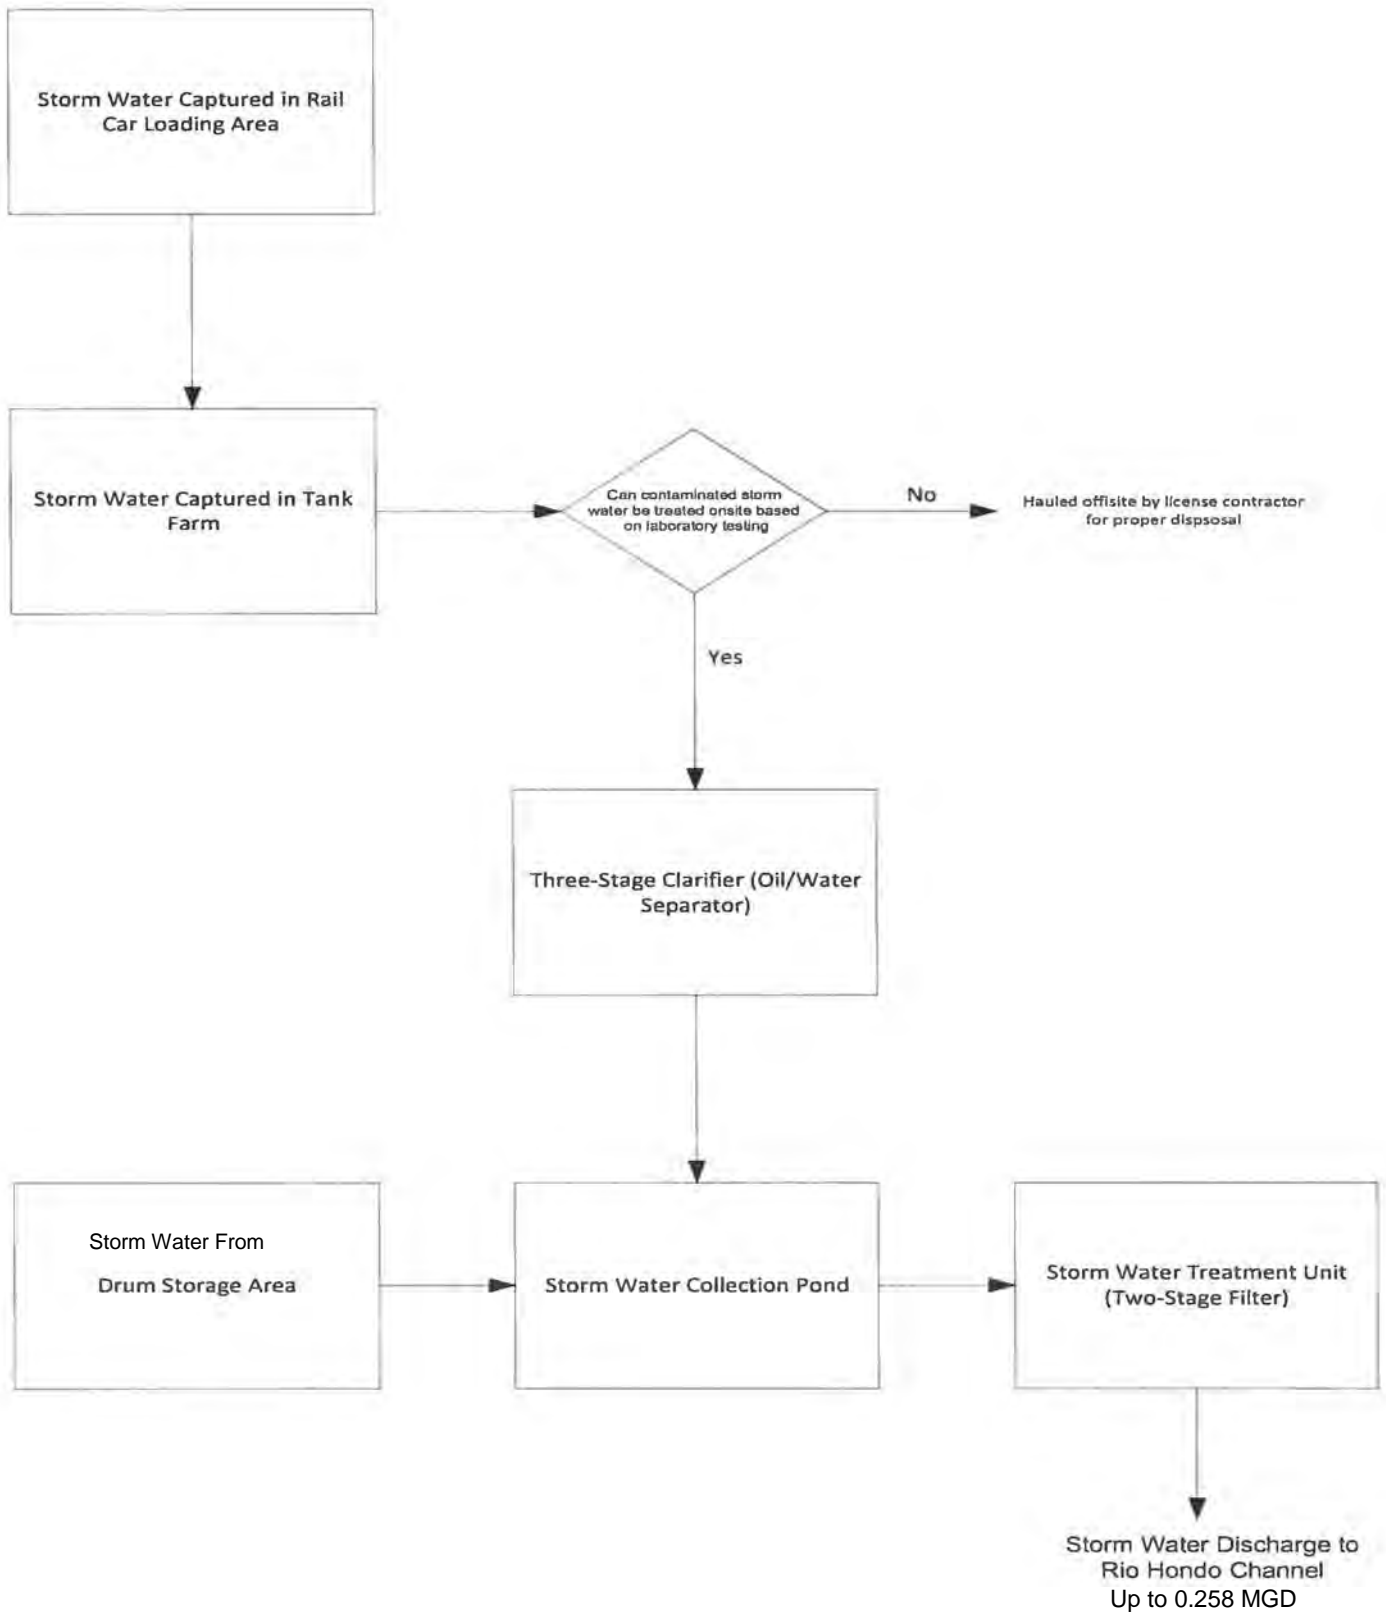 Storm Water Captured in Rail
Car Loading Area
Storm Water Captured in Tank
Farm
Can contaminated storm
water be treated onsite based
on laboratory testing
No
Hauled offisite by license contractor
for proper dispsosal
Yes
Three-Stage Clarifier (Oil/Water
Separator)
Storm Water From
Drum Storage Area
Storm Water Collection Pond
Storm Water Treatment Unit
(Two-Stage Filter)
Storm Water Discharge to
Rio Hondo Channel
Up to 0.258 MGD